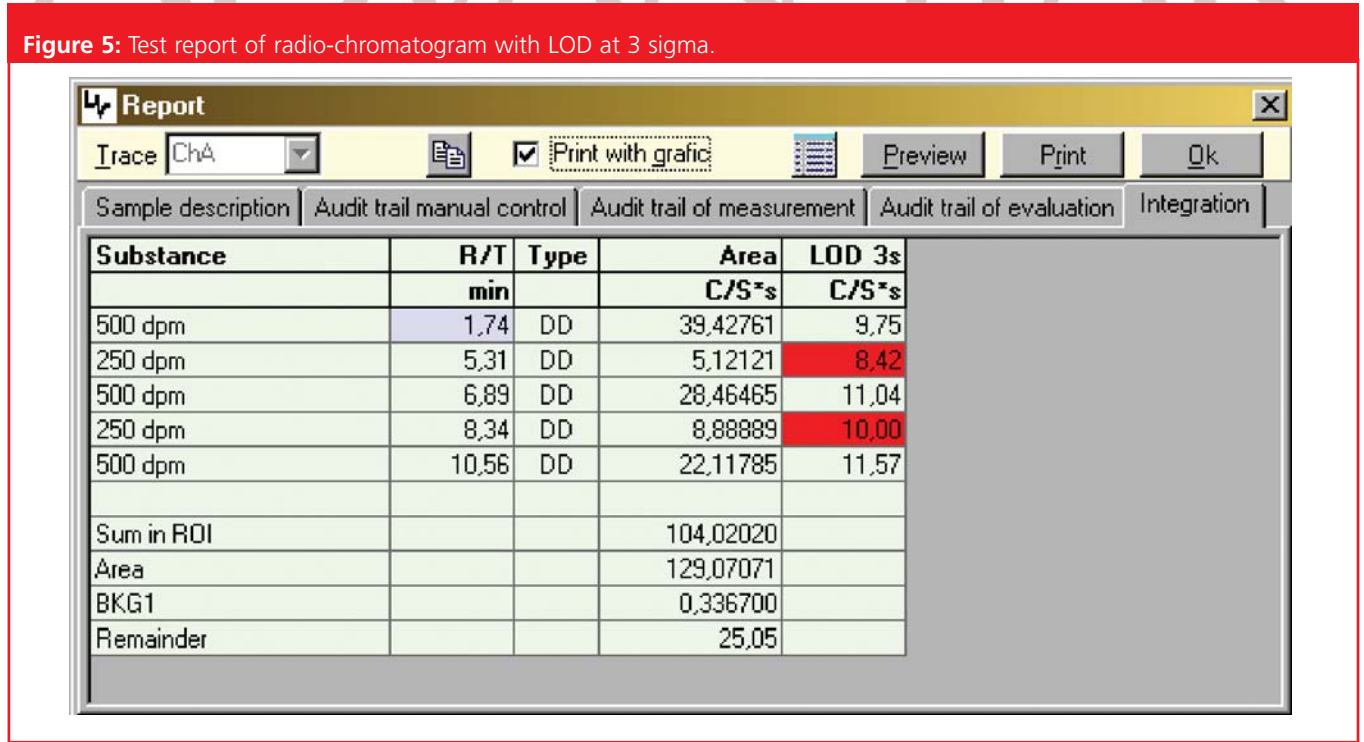 Figure 5: Test report of radio-chromatogram with LOD at 3 sigma.
Report
Trace ChA Print with grafic Preview Print Ok
Sample description Audit trail manual control Audit trail of measurement Audit trail of evaluation Integration
Substance R/T Type Area LOD 3s
min C/S*s C/S*s
500 dpm 1,74 DD 39,42761 9,75
250 dpm 5,31 DD 5,12121 8,42
500 dpm 6,89 DD 28,46465 11,04
250 dpm 8,34 DD 8,88889 10,00
500 dpm 10,56 DD 22,11785 11,57
Sum in ROI 104,02020
Area 129,07071
BKG1 0,336700
Remainder 25,05